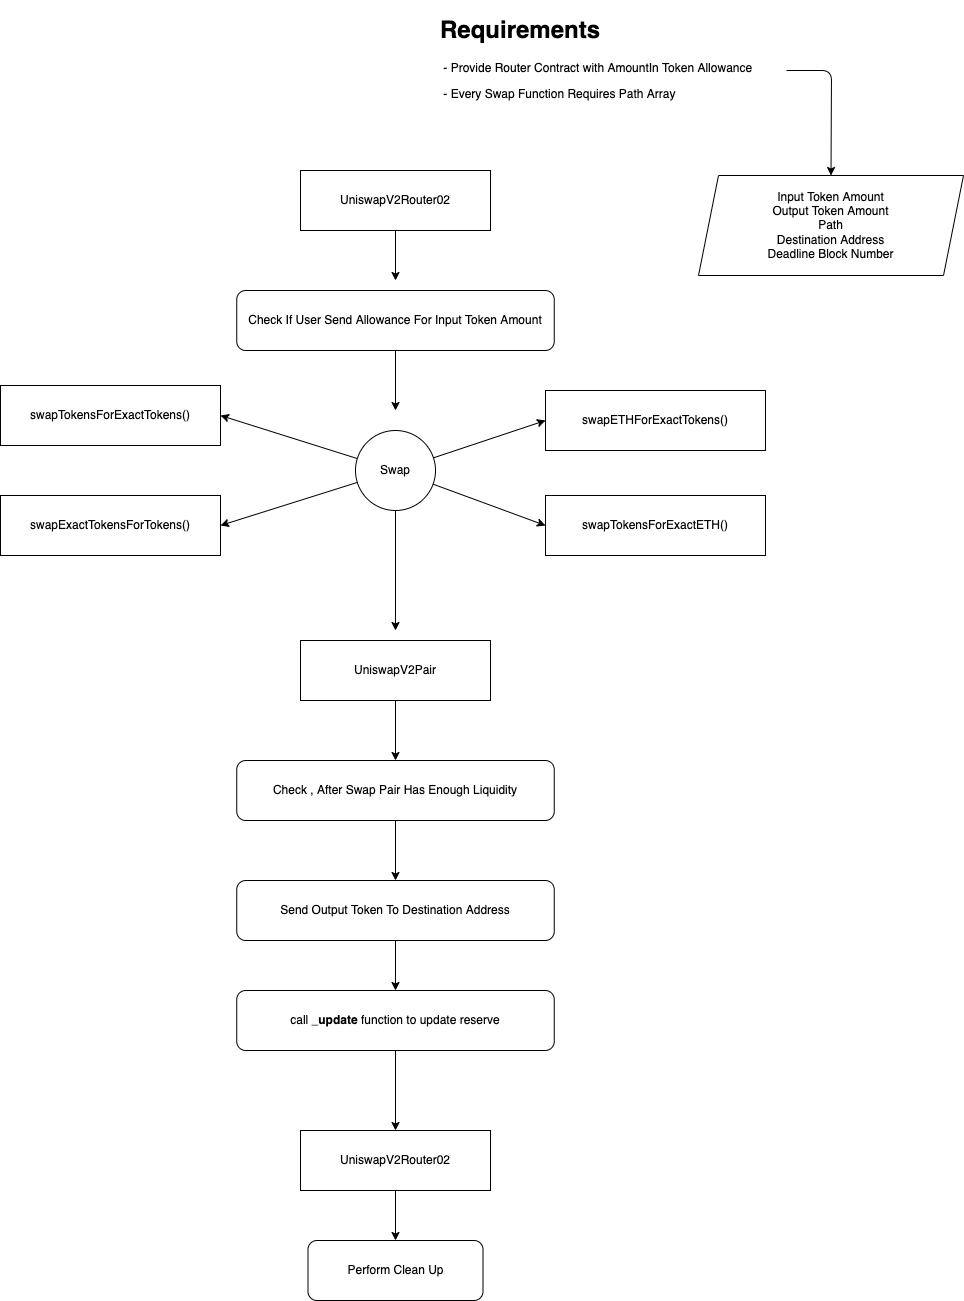 Requirements
- Provide Router Contract with AmountIn Token Allowance
- Every Swap Function Requires Path Array
UniswapV2Router02
Input Token Amount
Output Token Amount
Path
Destination Address
Deadline Block Number
Check If User Send Allowance For Input Token Amount
swapTokensForExactTokens()
swapETHForExactTokens()
Swap
swapExactTokensForTokens()
swapTokensForExactETH()
UniswapV2Pair
Check , After Swap Pair Has Enough Liquidity
Send Output Token To Destination Address
call _update function to update reserve
UniswapV2Router02
Perform Clean Up